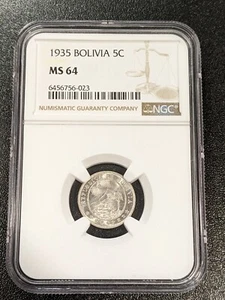 1935 BOLIVIA 5C
MS 64
6456756-023
NUMISMATIC GUARANTY COMPANY
NGC